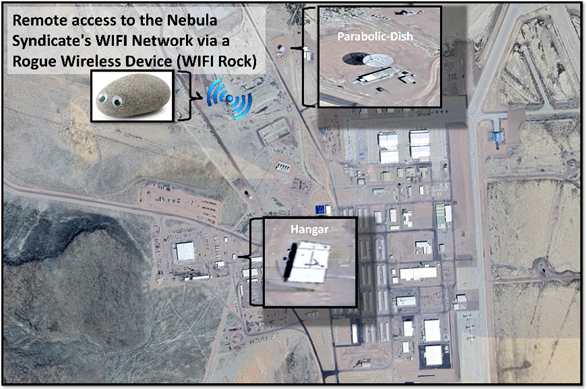 Remote access to the Nebula
Syndicate's WIFI Network via a
Rogue Wireless Device (WIFI Rock)
Parabolic-Dish
Hangar